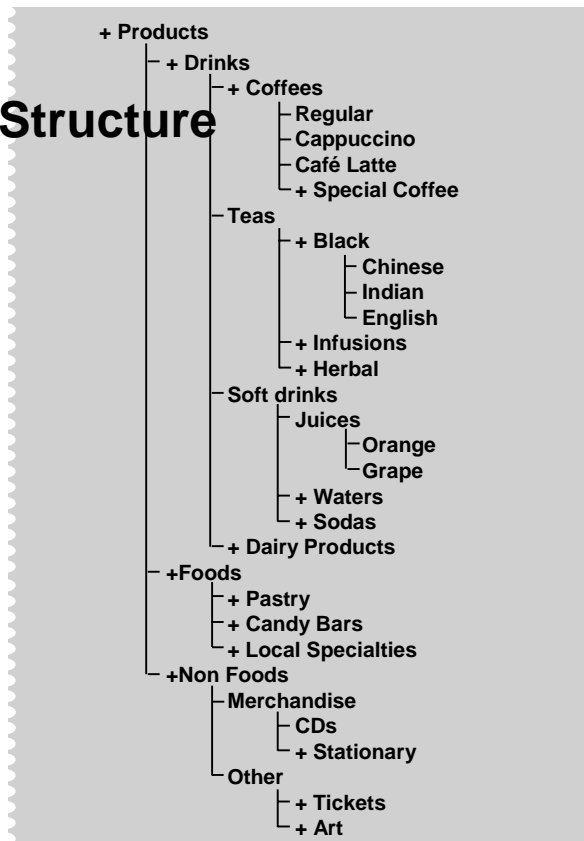 + Products
+ Drinks
+ Coffees
Structure
Regular
Cappuccino
Café Latte
+ Special Coffee
Teas
+ Black
Chinese
Indian
English
+ Infusions
+ Herbal
Soft drinks
Juices
Orange
Grape
+ Waters
+ Sodas
+ Dairy Products
+Foods
+ Pastry
+ Candy Bars
+ Local Specialties
+Non Foods
Merchandise
CDs
+ Stationary
Other
+ Tickets
+ Art